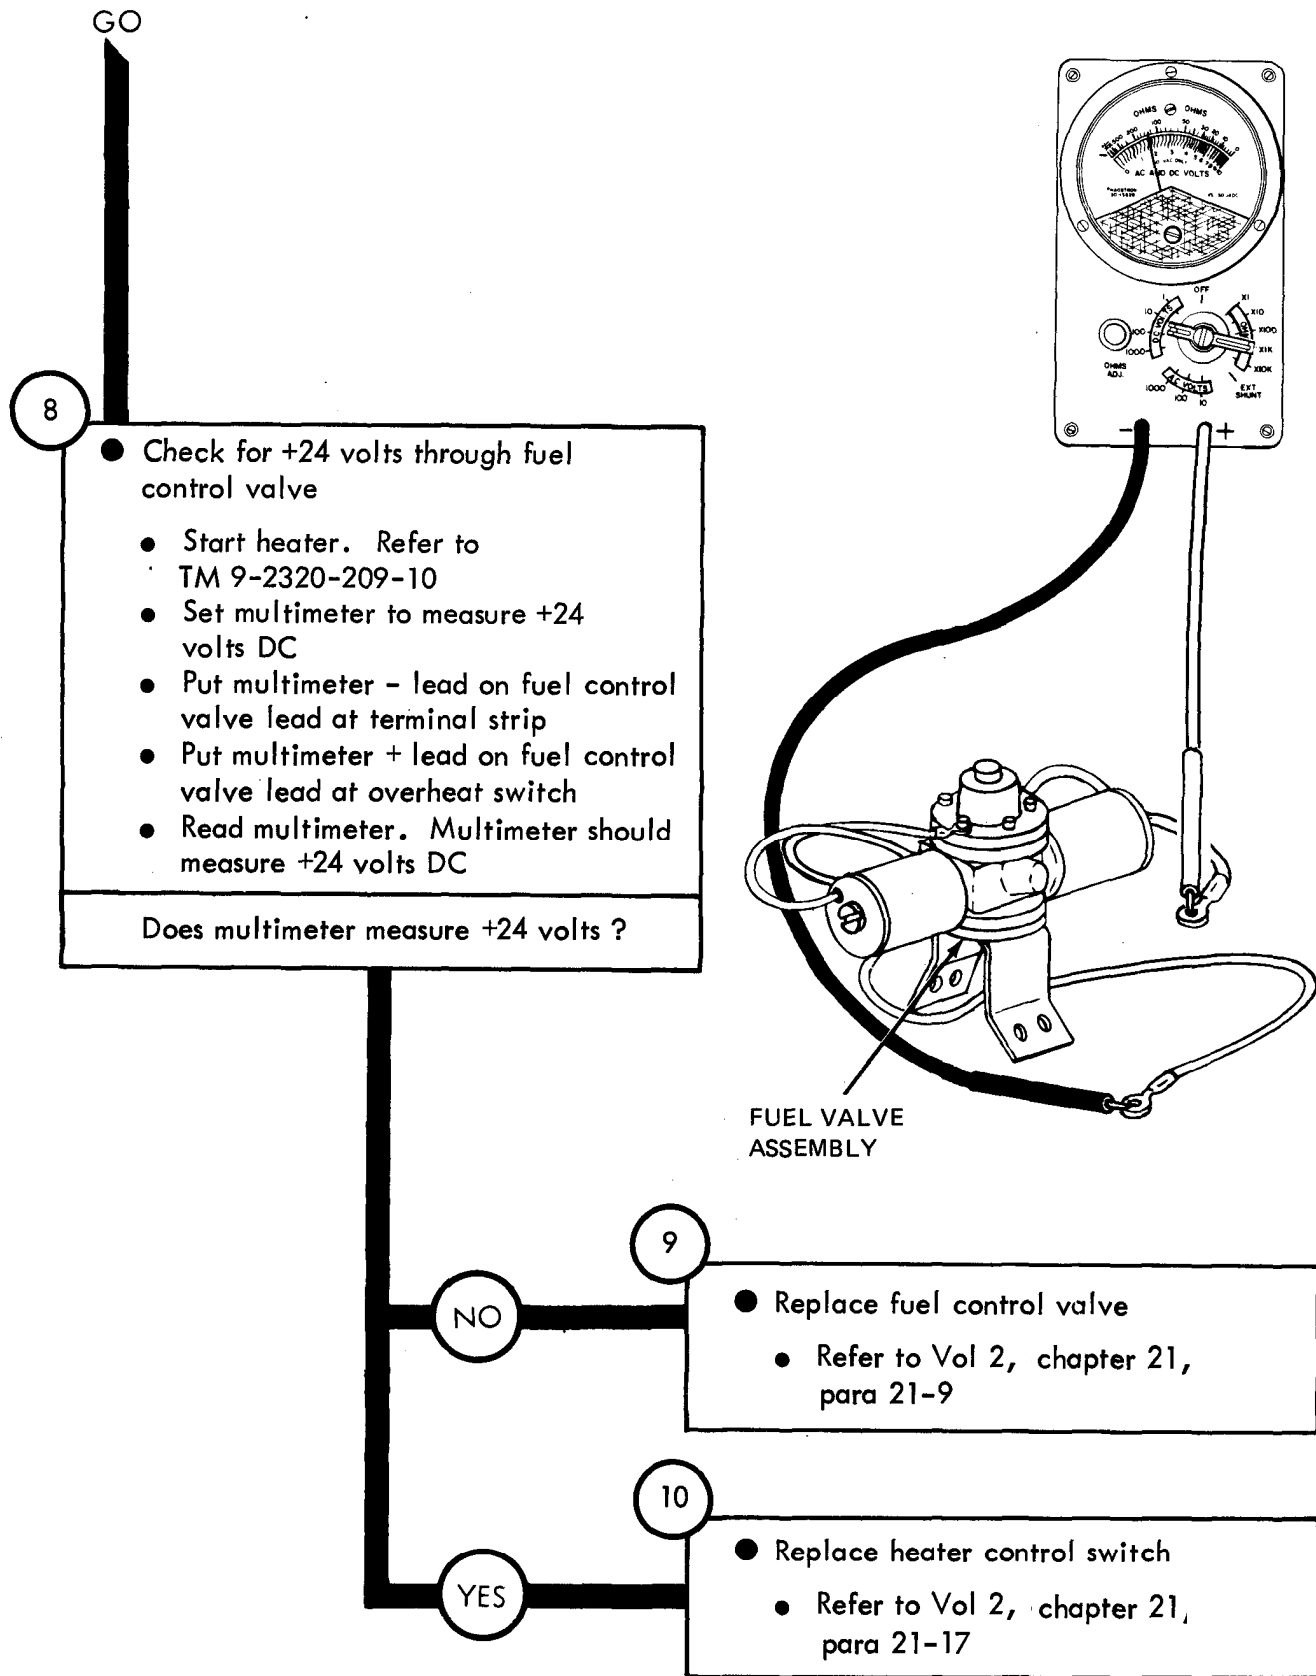 GO
8
● Check for +24 volts through fuel
control valve
● Start heater. Refer to
TM 9-2320-209-10
● Set multimeter to measure +24
volts DC
● Put multimeter - lead on fuel control
valve lead at terminal strip
● Put multimeter + lead on fuel control
valve lead at overheat switch
● Read multimeter. Multimeter should
measure +24 volts DC
Does multimeter measure +24 volts ?
OHMS OHMS
AC AND DC VOLTS
OFF
1
10
100
1000
DC VOLTS
X1
X10
X100
X1K
X10K
OHMS
ADJ.
1000
100
10
AC VOLTS
EXT
SHUNT
- +
FUEL VALVE
ASSEMBLY
NO
9
● Replace fuel control valve
● Refer to Vol 2, chapter 21,
para 21-9
YES
10
● Replace heater control switch
● Refer to Vol 2, chapter 21,
para 21-17